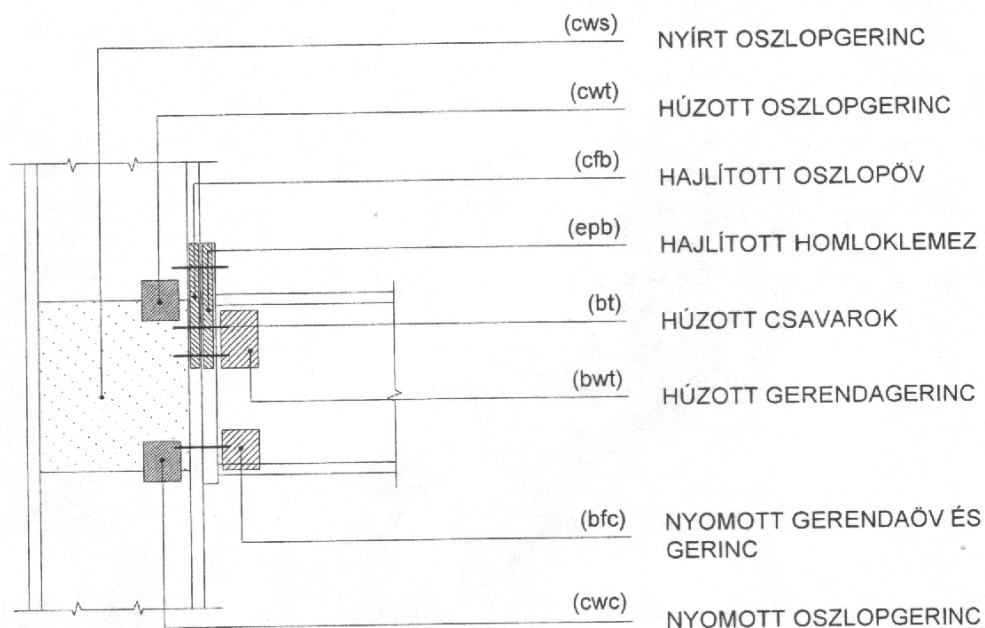 (cws) NYÍRT OSZLOPGERINC
(cwt) HÚZOTT OSZLOPGERINC
(cfb) HAJLÍTOTT OSZLOPÖV
(epb) HAJLÍTOTT HOMLOKLEMEZ
(bt) HÚZOTT CSAVAROK
(bwt) HÚZOTT GERENDAGERINC
(bfc) NYOMOTT GERENDAÖV ÉS
GERINC
(cwc) NYOMOTT OSZLOPGERINC